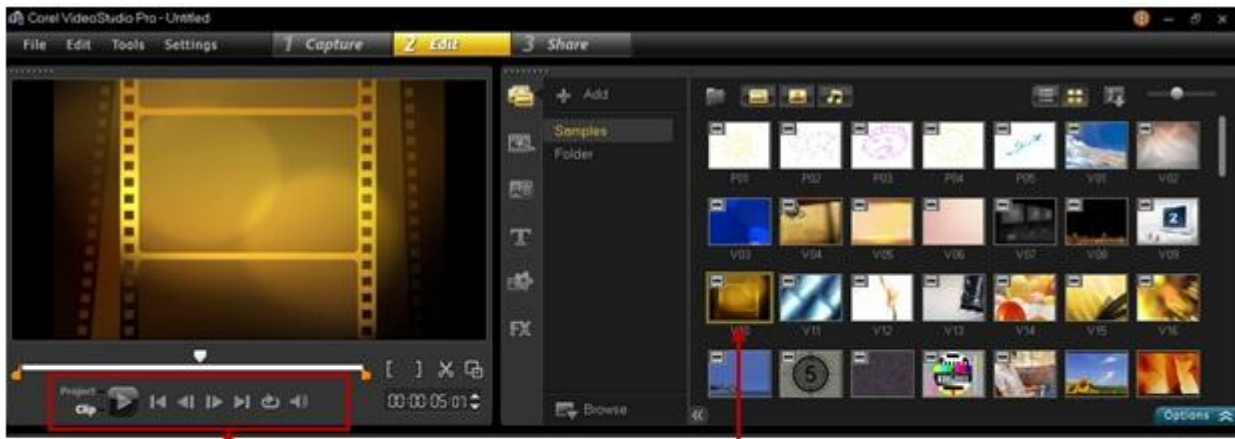 Corel VideoStudio Pro - Untitled
File Edit Tools Settings 1 Capture 2 Edit 3 Share
+ Add
Samples
Folder
P01 P02 P03 P04 P05 V01 V02
V03 V04 V05 V06 V07 V08 V09
2
V10 V11 V12 V13 V14 V15 V16
T
FX
5
Project
Clip
00:00:05:01
Browse
Options